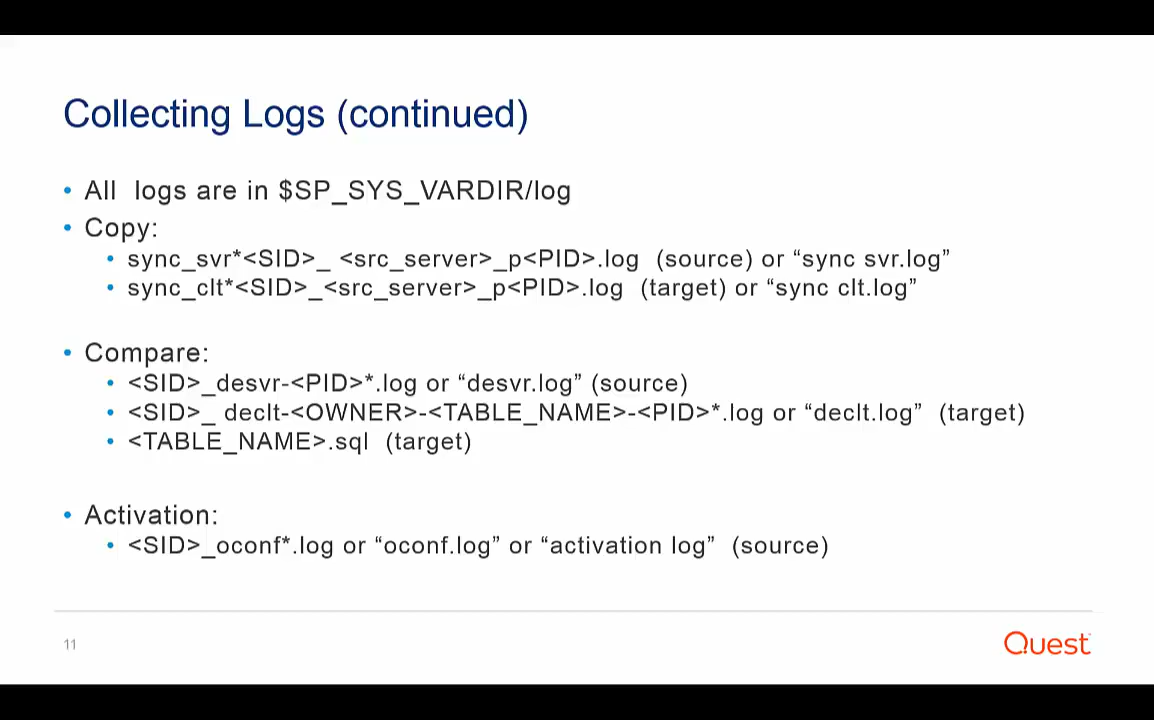 Collecting Logs (continued)
• All  logs are in $SP_SYS_VARDIR/log
• Copy:
• sync_svr*<SID>_ <src_server>_p<PID>.log  (source) or “sync svr.log”
• sync_clt*<SID>_<src_server>_p<PID>.log  (target) or “sync clt.log”
• Compare:
• <SID>_desvr-<PID>*.log or “desvr.log” (source)
• <SID>_ declt-<OWNER>-<TABLE_NAME>-<PID>*.log or “declt.log”  (target)
• <TABLE_NAME>.sql  (target)
• Activation:
• <SID>_oconf*.log or “oconf.log” or “activation log”  (source)
11
Quest